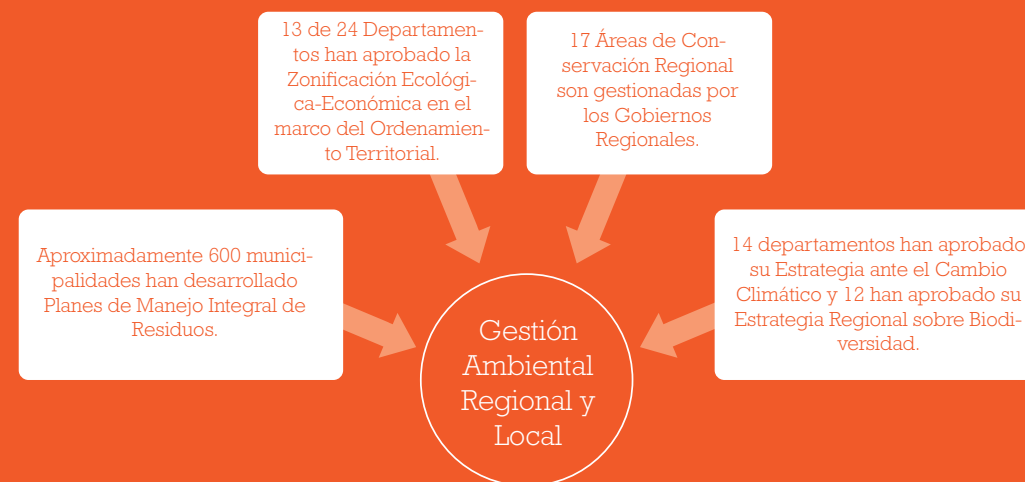 13 de 24 Departamen-
tos han aprobado la
Zonificación Ecológi-
ca-Económica en el
marco del Ordenamien-
to Territorial.
17 Áreas de Con-
servación Regional
son gestionadas por
los Gobiernos
Regionales.
Aproximadamente 600 munici-
palidades han desarrollado
Planes de Manejo Integral de
Residuos.
14 departamentos han aprobado
su Estrategia ante el Cambio
Climático y 12 han aprobado su
Estrategia Regional sobre Biodi-
versidad.
Gestión
Ambiental
Regional y
Local